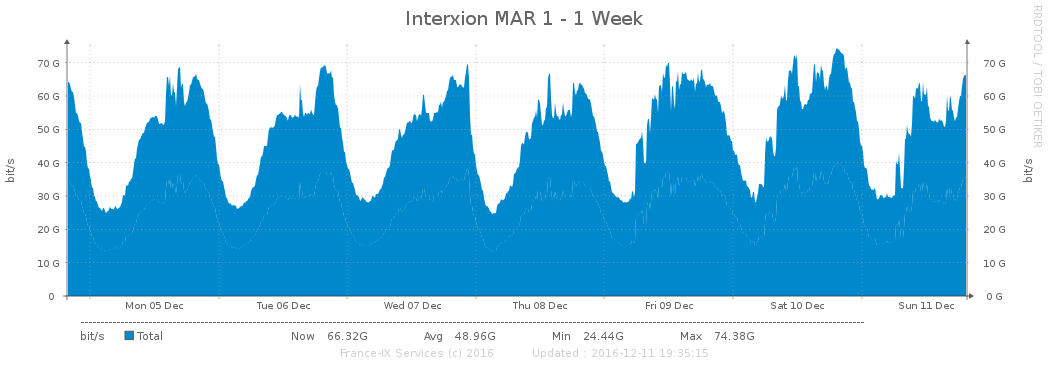 Interxion MAR 1 - 1 Week
RRDTOOL / TOBI OETIKER
70 G 70 G
60 G 60 G
50 G 50 G
40 G 40 G
30 G 30 G
20 G 20 G
10 G 10 G
0 0 G
bit/s bit/s
Mon 05 Dec Tue 06 Dec Wed 07 Dec Thu 08 Dec Fri 09 Dec Sat 10 Dec Sun 11 Dec
bit/s Total Now 66.32G Avg 48.96G Min 24.44G Max 74.38G
France-IX Services (c) 2016 Updated : 2016-12-11 19:35:15